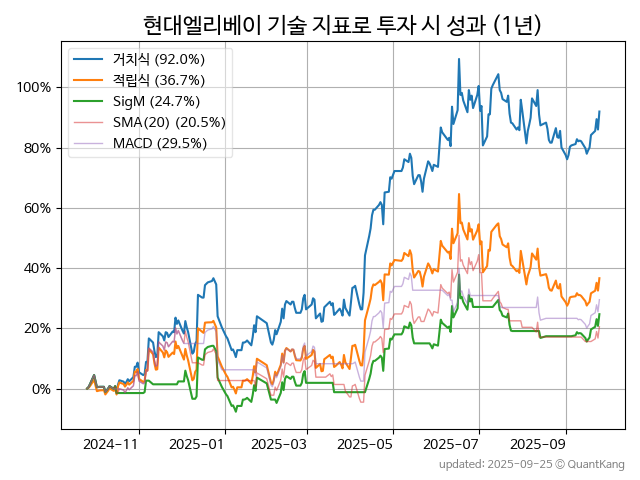 현대엘리베이 기술 지표로 투자 시 성과 (1년)
거치식 (92.0%)
적립식 (36.7%)
SigM (24.7%)
SMA(20) (20.5%)
MACD (29.5%)
100%
80%
60%
40%
20%
0%
2024-11 2025-01 2025-03 2025-05 2025-07 2025-09
updated: 2025-09-25 © QuantKang